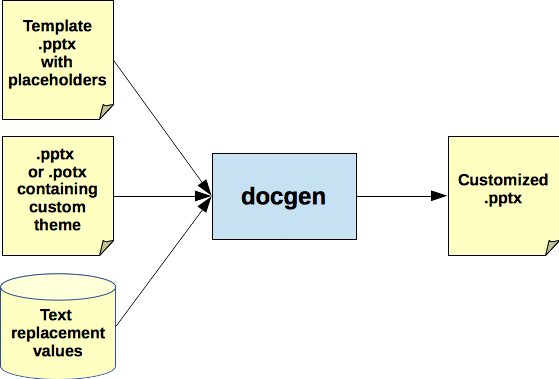 Template
.pptx
with
placeholders
.pptx
or .potx
containing
custom
theme
Text
replacement
values
docgen
Customized
.pptx